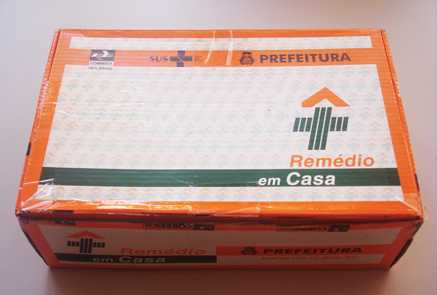 CORREIOS
SUS
PREFEITURA
Remédio
em Casa
Remédio
em Casa
PREFEITURA